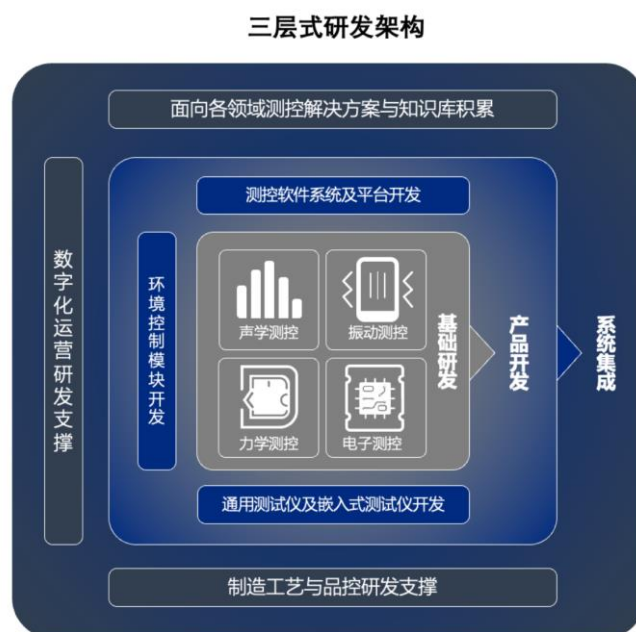 三层式研发架构
面向各领域测控解决方案与知识库积累
数字化运营研发支撑
测控软件系统及平台开发
环境控制模块开发
声学测控
振动测控
力学测控
电子测控
基础研发
产品开发
系统集成
通用测试仪及嵌入式测试仪开发
制造工艺与品控研发支撑